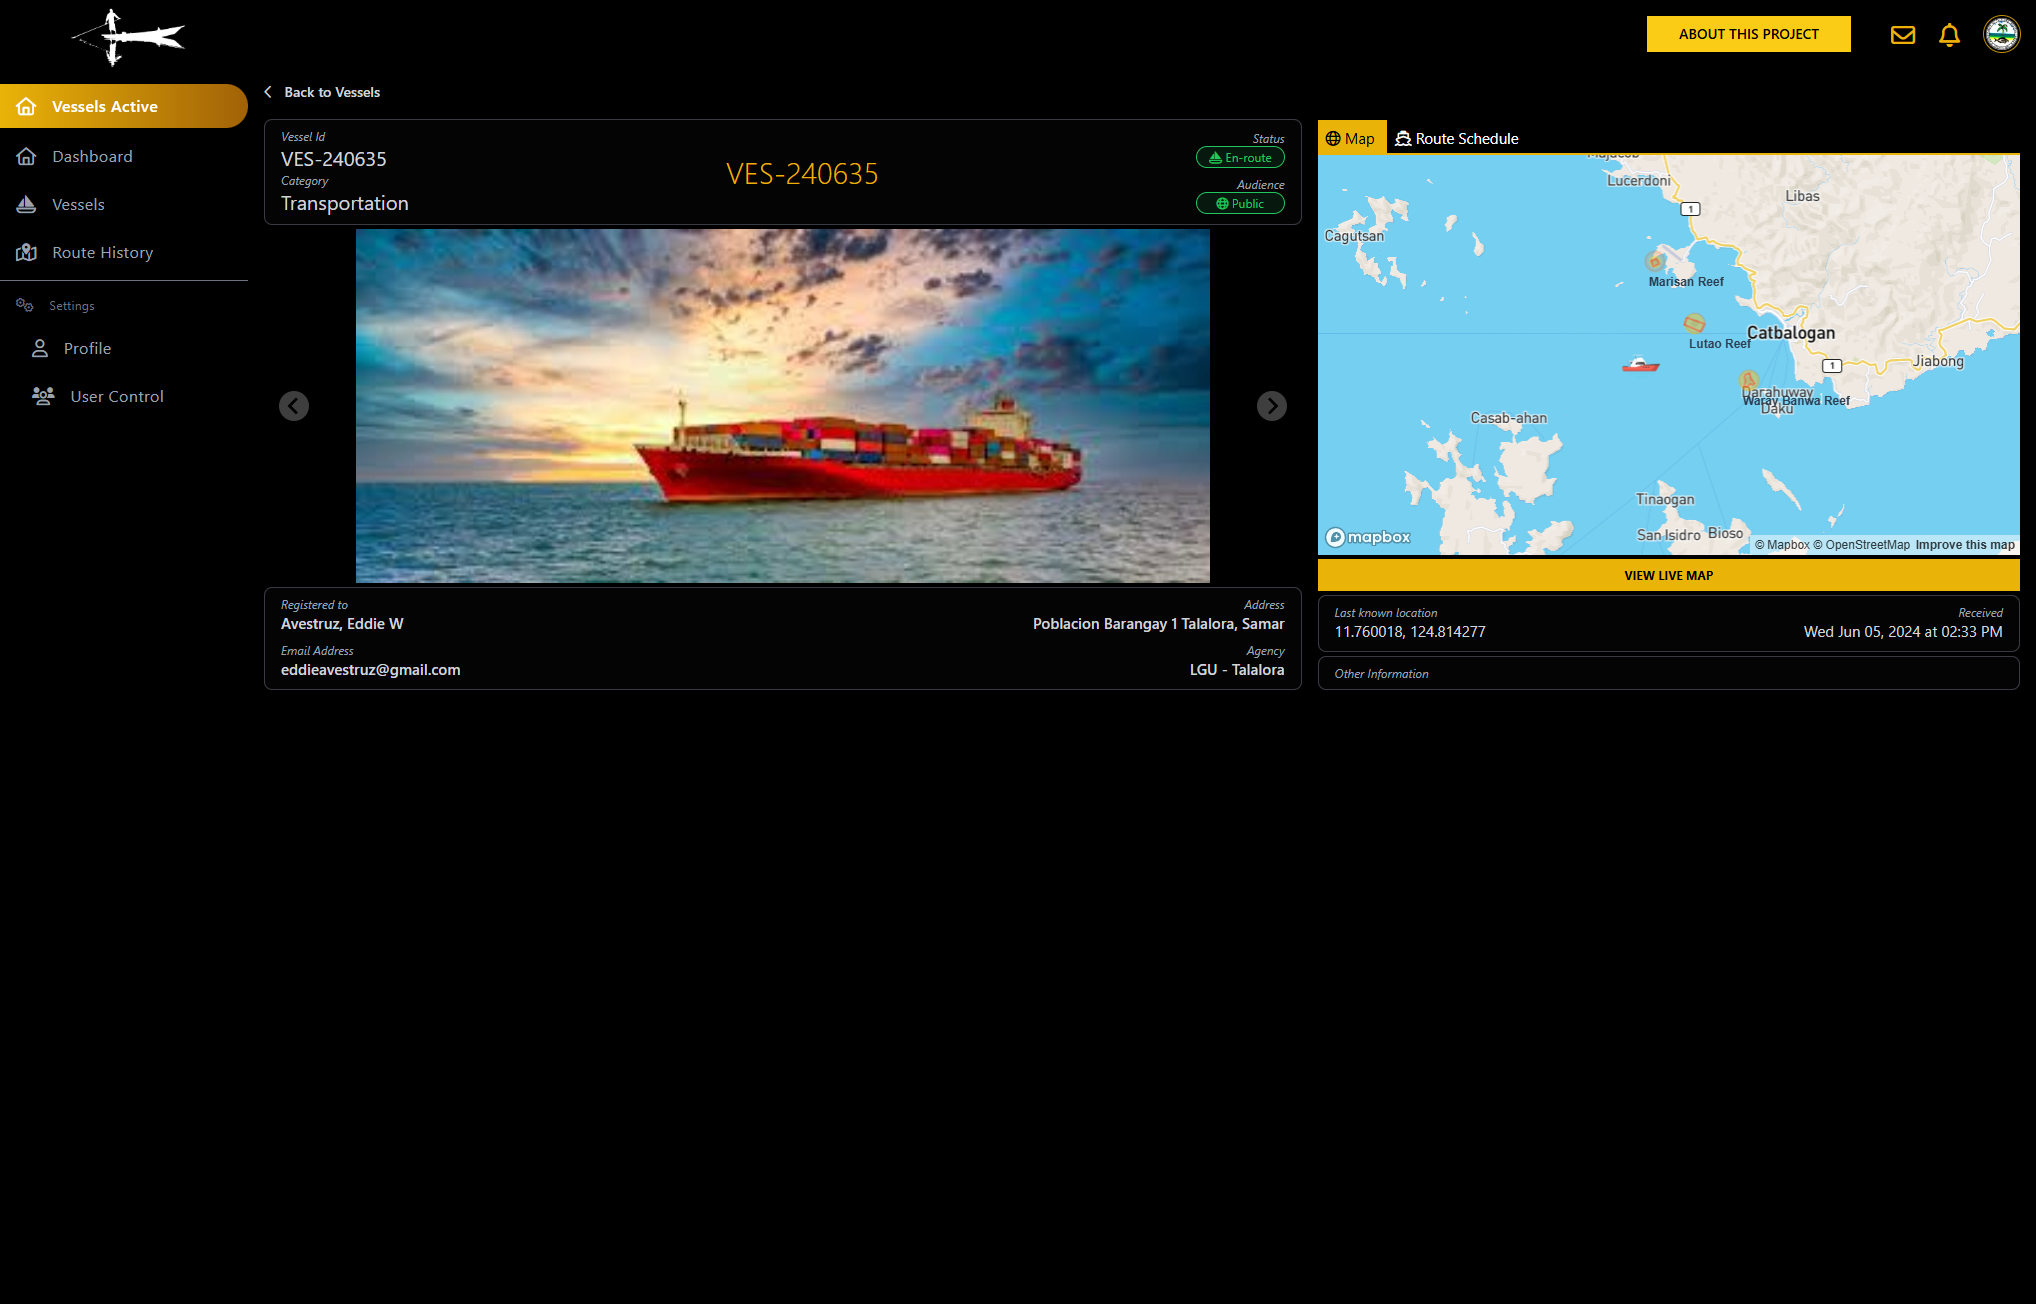 ABOUT THIS PROJECT
Vessels Active
Dashboard
Vessels
Route History
Settings
Profile
User Control
Back to Vessels
Vessel Id
VES-240635
Category
Transportation
VES-240635
Status
En-route
Audience
Public
Registered to
Avestruz, Eddie W
Address
Poblacion Barangay 1 Talalora, Samar
Email Address
eddieavestruz@gmail.com
Agency
LGU - Talalora
Map
Route Schedule
Lucerdoni
Libas
1
Cagutsan
Marisan Reef
Catbalogan
Lutao Reef
Jiabong
1
Darahuway
Waray Banwa Reef
Daku
Casab-ahan
Tinaogan
San Isidro
Bioso
mapbox
© Mapbox © OpenStreetMap Improve this map
VIEW LIVE MAP
Last known location
11.760018, 124.814277
Received
Wed Jun 05, 2024 at 02:33 PM
Other Information